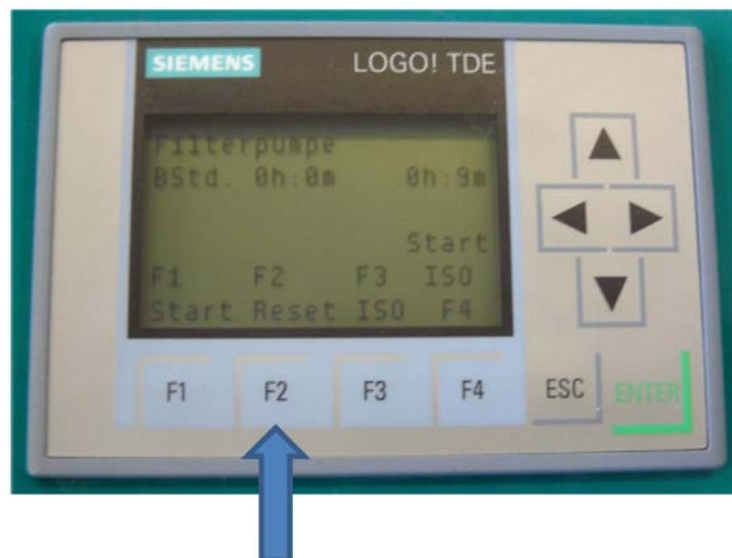 SIEMENS LOGO! TDE
Filterpumpe
BStd. 0h:0m 0h:9m
Start
F1 F2 F3 ISO
Start Reset ISO F4
F1 F2 F3 F4 ESC ENTER